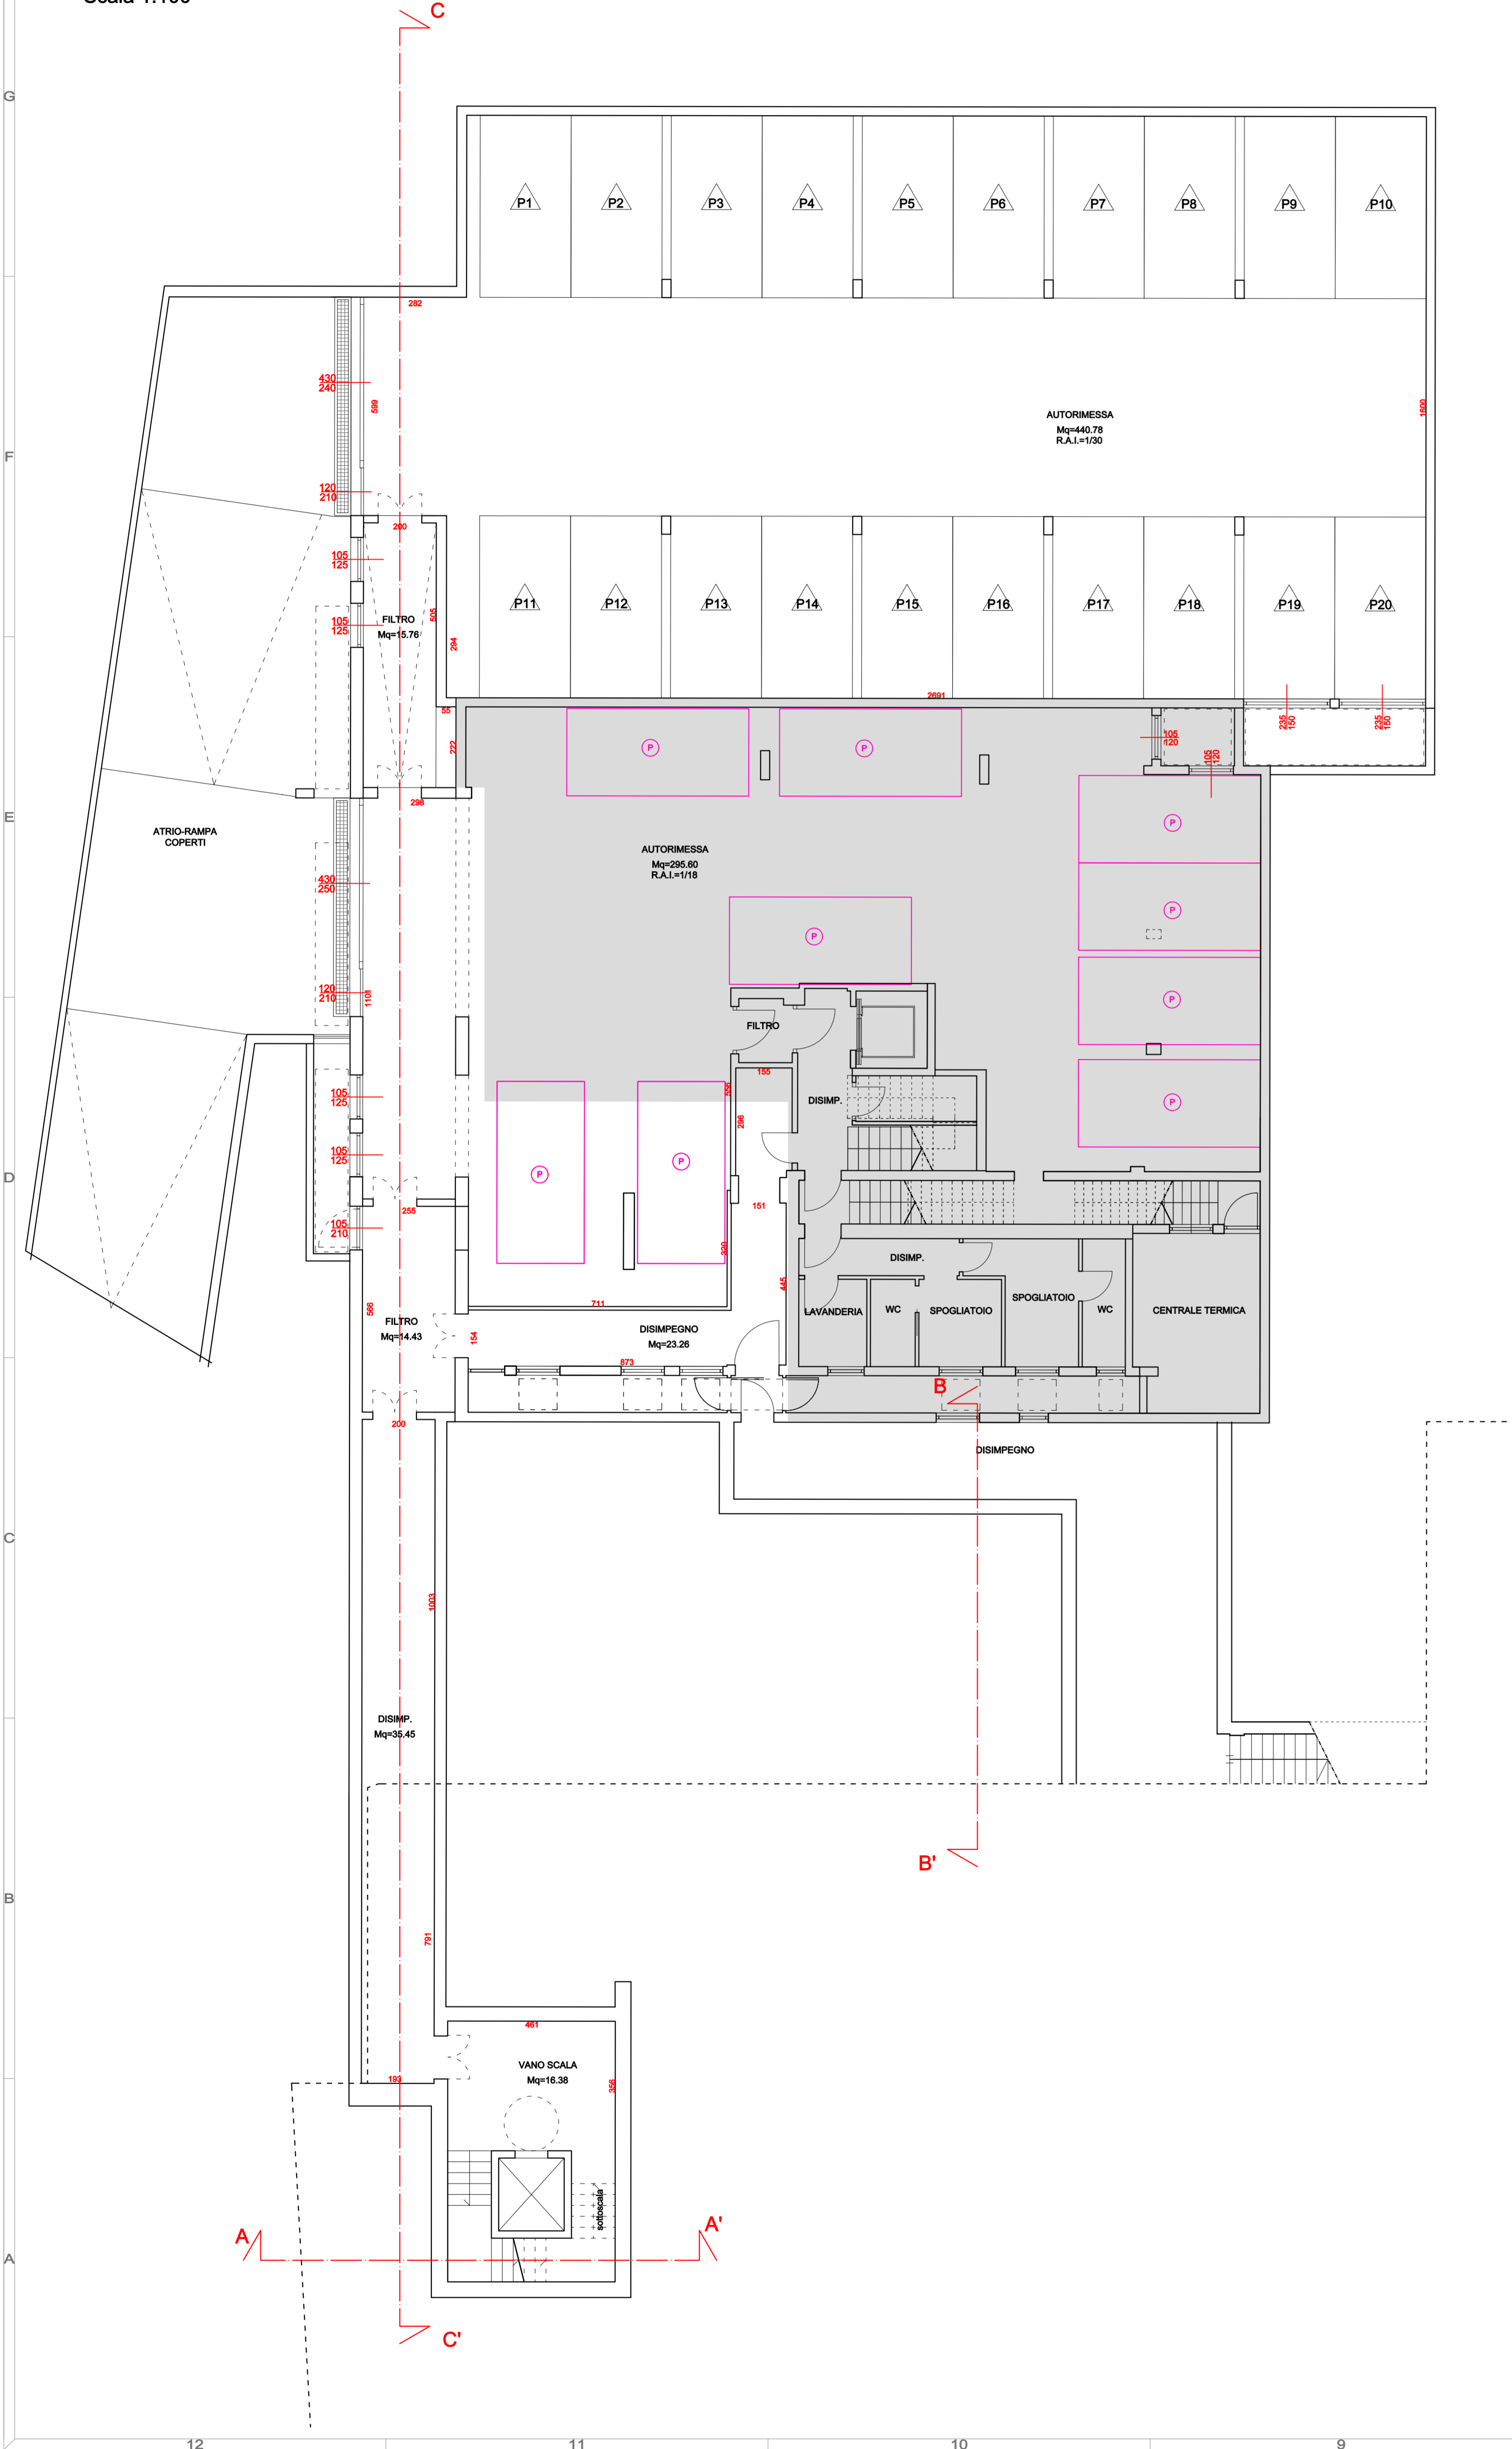 Scala 1:100
C
G
P1
P2
P3
P4
P5
P6
P7
P8
P9
P10
282
430
240
599
AUTORIMESSA
Mq=440.78
R.A.I.=1/30
1600
F
120
210
200
105
125
105
125
FILTRO
Mq=15.76
505
294
P11
P12
P13
P14
P15
P16
P17
P18
P19
P20
2691
55
222
235
150
235
150
105
120
105
120
P
P
298
E
ATRIO-RAMPA
COPERTI
P
AUTORIMESSA
Mq=295.60
R.A.I.=1/18
430
250
P
P
120
210
1101
P
FILTRO
155
DISIMP.
105
125
296
P
105
125
P
P
D
151
255
105
210
320
DISIMP.
445
566
711
FILTRO
Mq=14.43
154
DISIMPEGNO
Mq=23.26
873
LAVANDERIA
WC
SPOGLIATOIO
SPOGLIATOIO
WC
CENTRALE TERMICA
B
200
DISIMPEGNO
C
1003
DISIMP.
Mq=35.45
B'
B
791
461
VANO SCALA
Mq=16.38
193
356
sottoscala
A
A'
A
C'
12
11
10
9